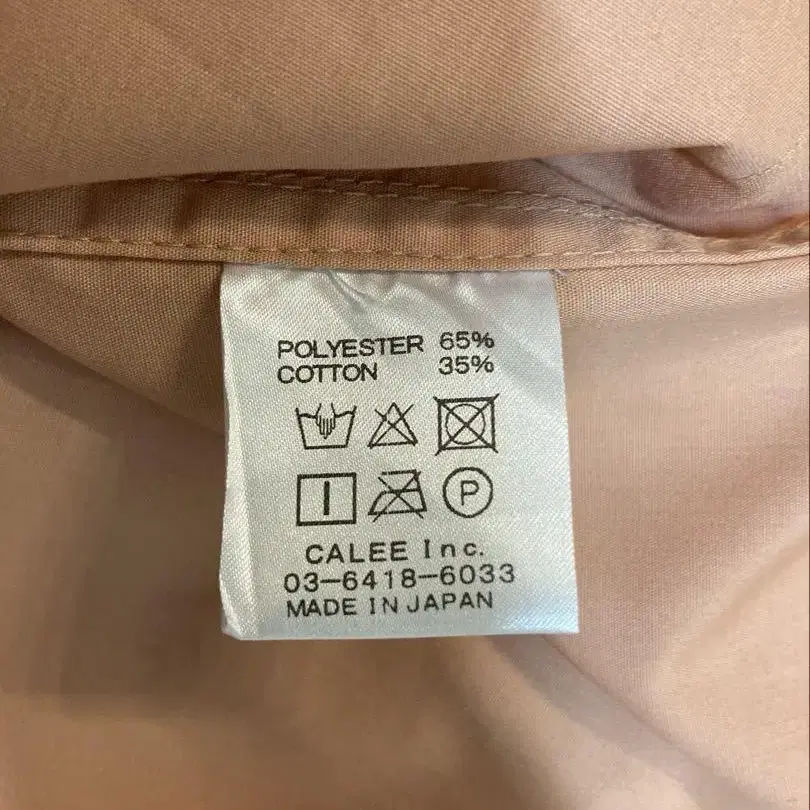 POLYESTER 65%
COTTON 35%
P
CALEE Inc.
03-6418-6033
MADE IN JAPAN